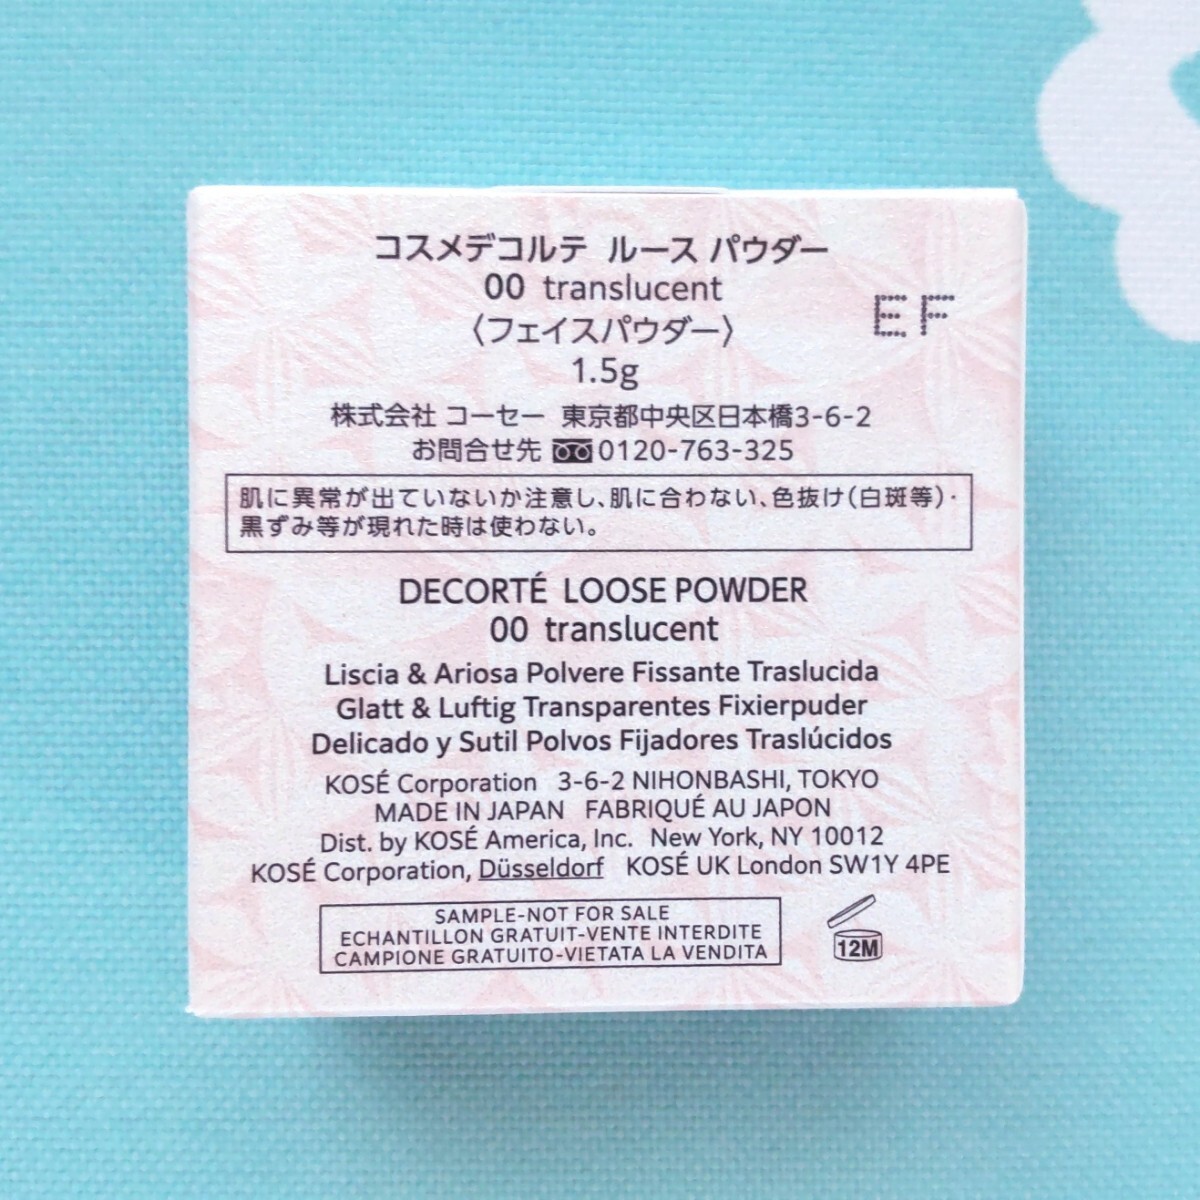 コスメデコルテ ルース パウダー
00 translucent
〈フェイスパウダー〉
EF
1.5g
株式会社 コーセー 東京都中央区日本橋3-6-2
お問合せ先 0120-763-325
肌に異常が出ていないか注意し、肌に合わない、色抜け(白斑等)・
黒ずみ等が現れた時は使わない。
DECORTÉ LOOSE POWDER
00 translucent
Liscia & Ariosa Polvere Fissante Traslucida
Glatt & Luftig Transparentes Fixierpuder
Delicado y Sutil Polvos Fijadores Traslúcidos
KOSÉ Corporation 3-6-2 NIHONBASHI, TOKYO
MADE IN JAPAN FABRIQUÉ AU JAPON
Dist. by KOSÉ America, Inc. New York, NY 10012
KOSÉ Corporation, Düsseldorf KOSÉ UK London SW1Y 4PE
SAMPLE-NOT FOR SALE
ECHANTILLON GRATUIT-VENTE INTERDITE
CAMPIONE GRATUITO-VIETATA LA VENDITA
12M